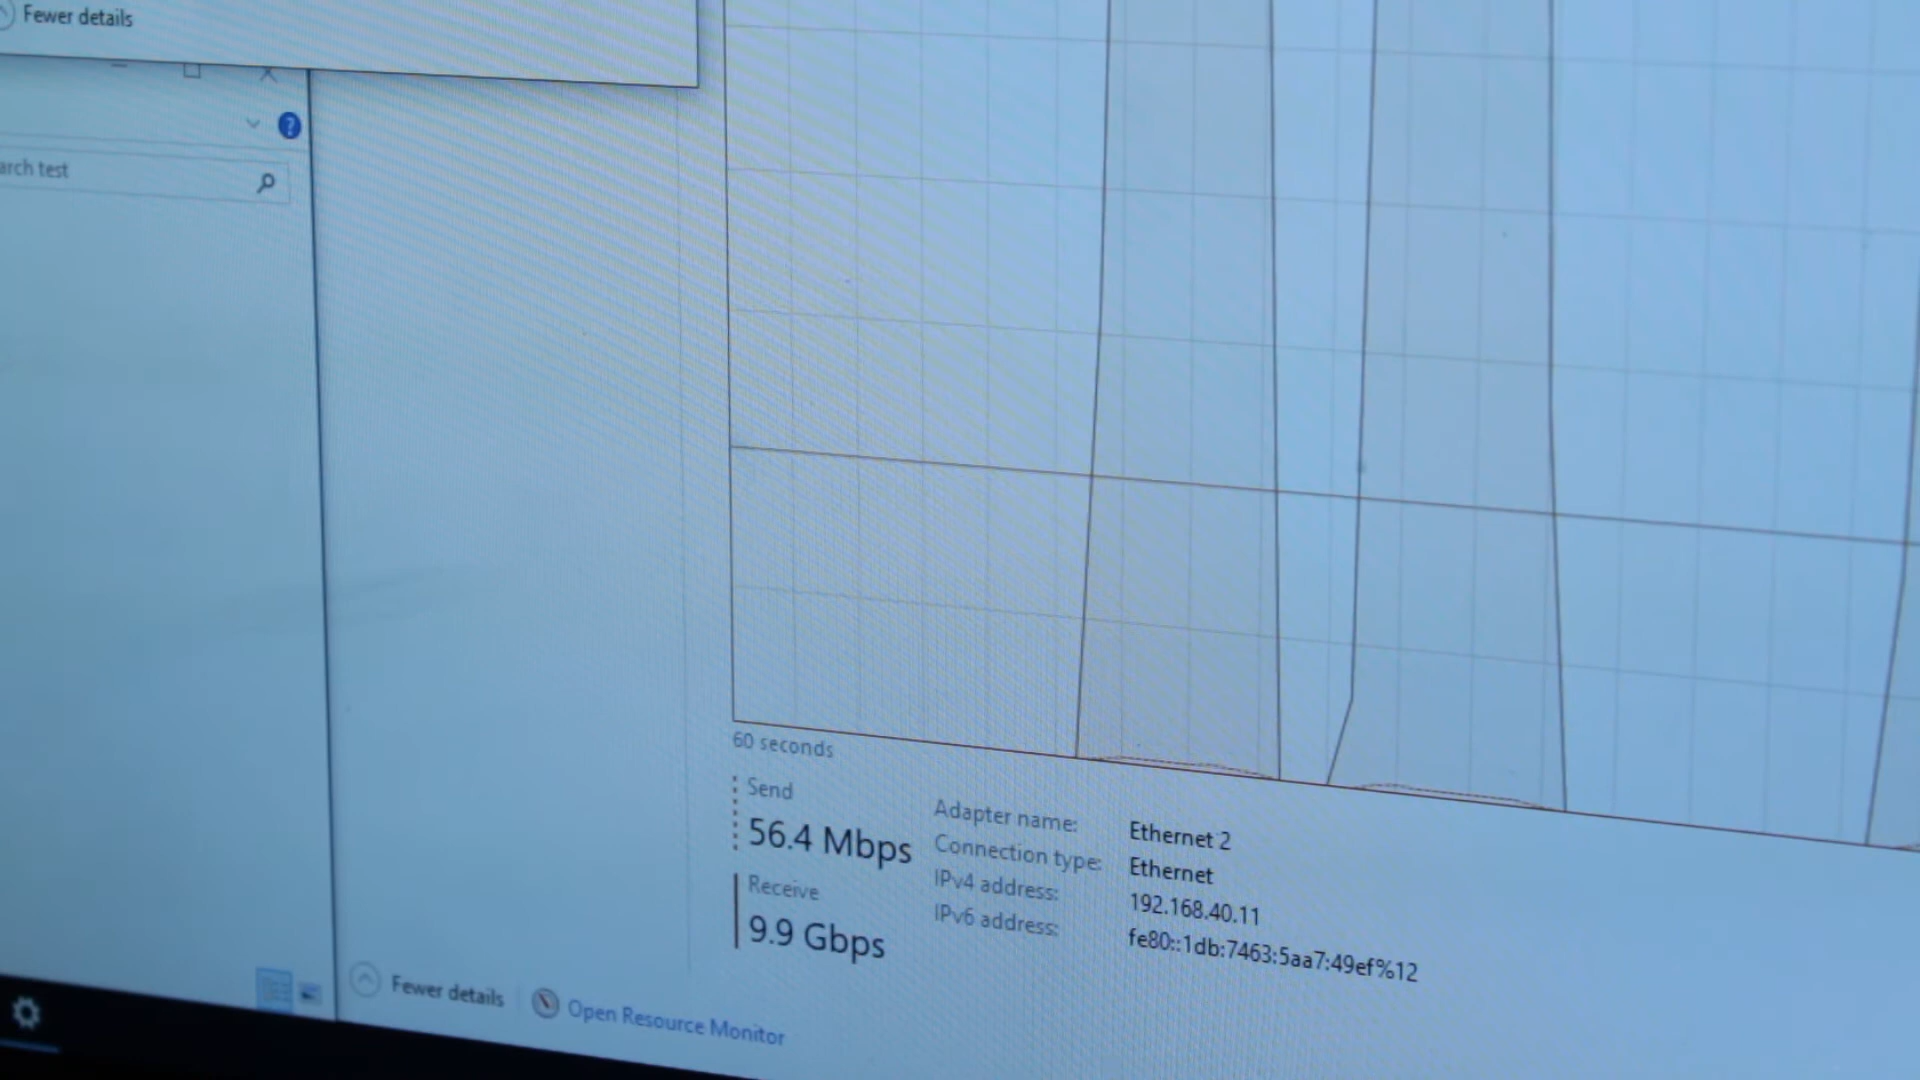 Fewer details
arch test
60 seconds
Send
56.4 Mbps
Receive
9.9 Gbps
Adapter name: Ethernet 2
Connection type: Ethernet
IPv4 address: 192.168.40.11
IPv6 address: fe80::1db:7463:5aa7:49ef%12
Fewer details
Open Resource Monitor